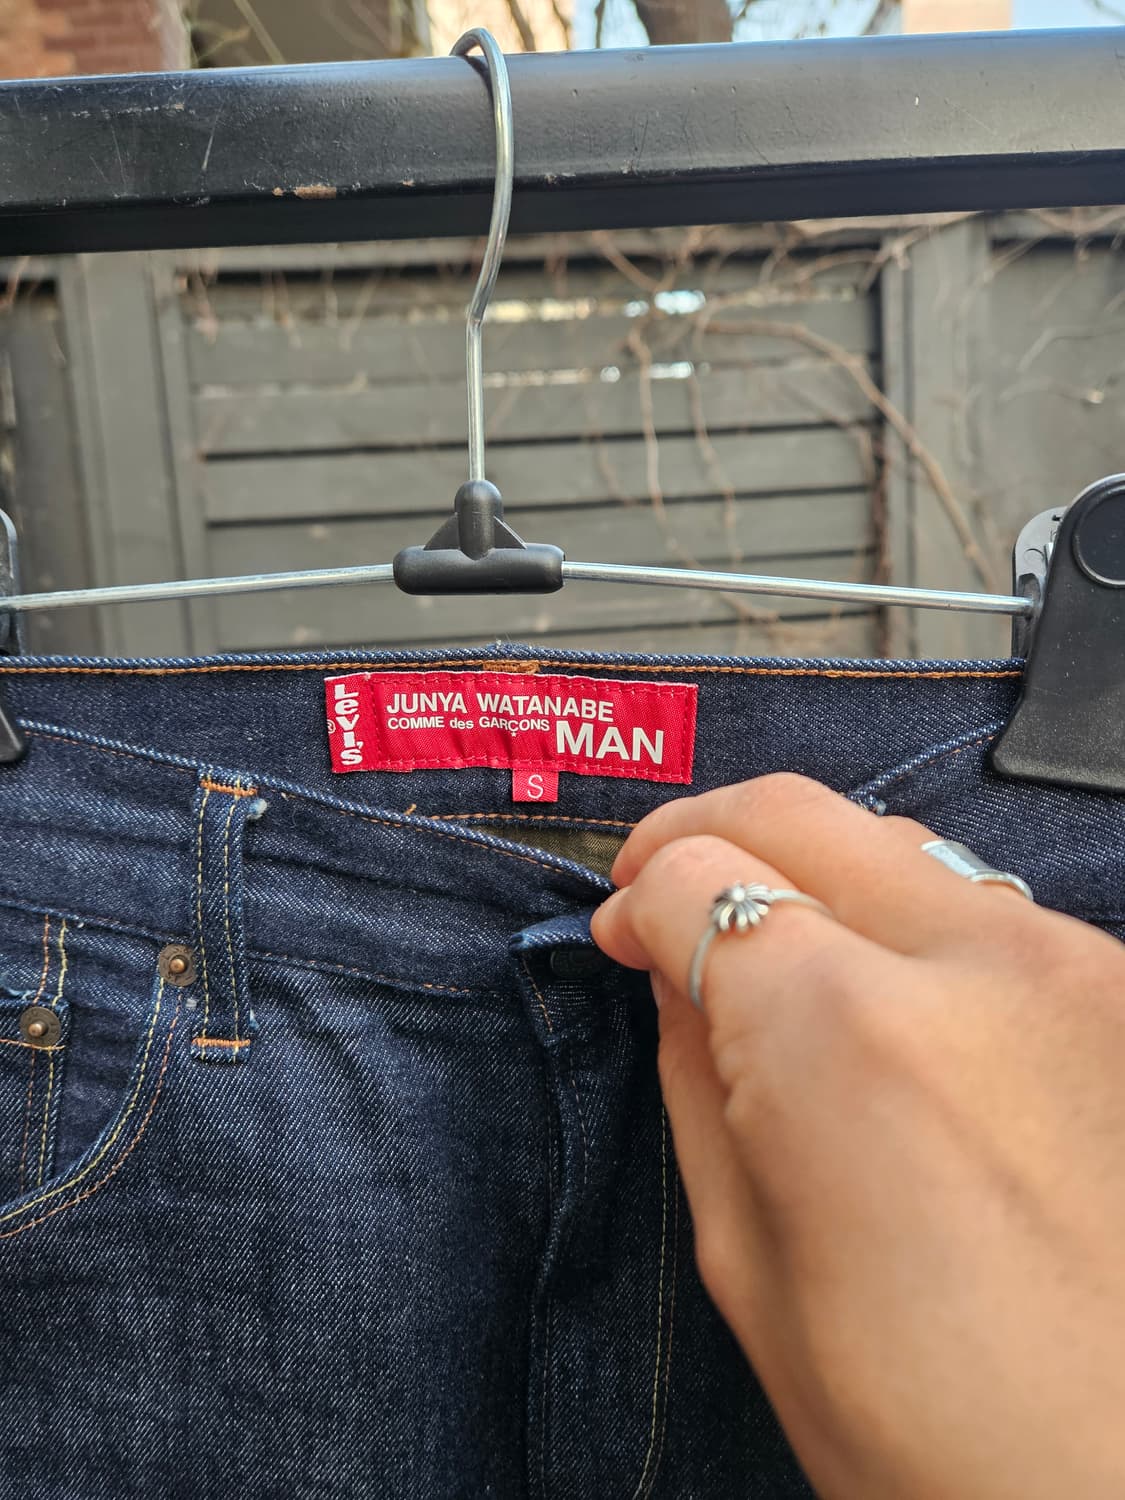 Levi's
®
JUNYA WATANABE
COMME des GARÇONS MAN
S